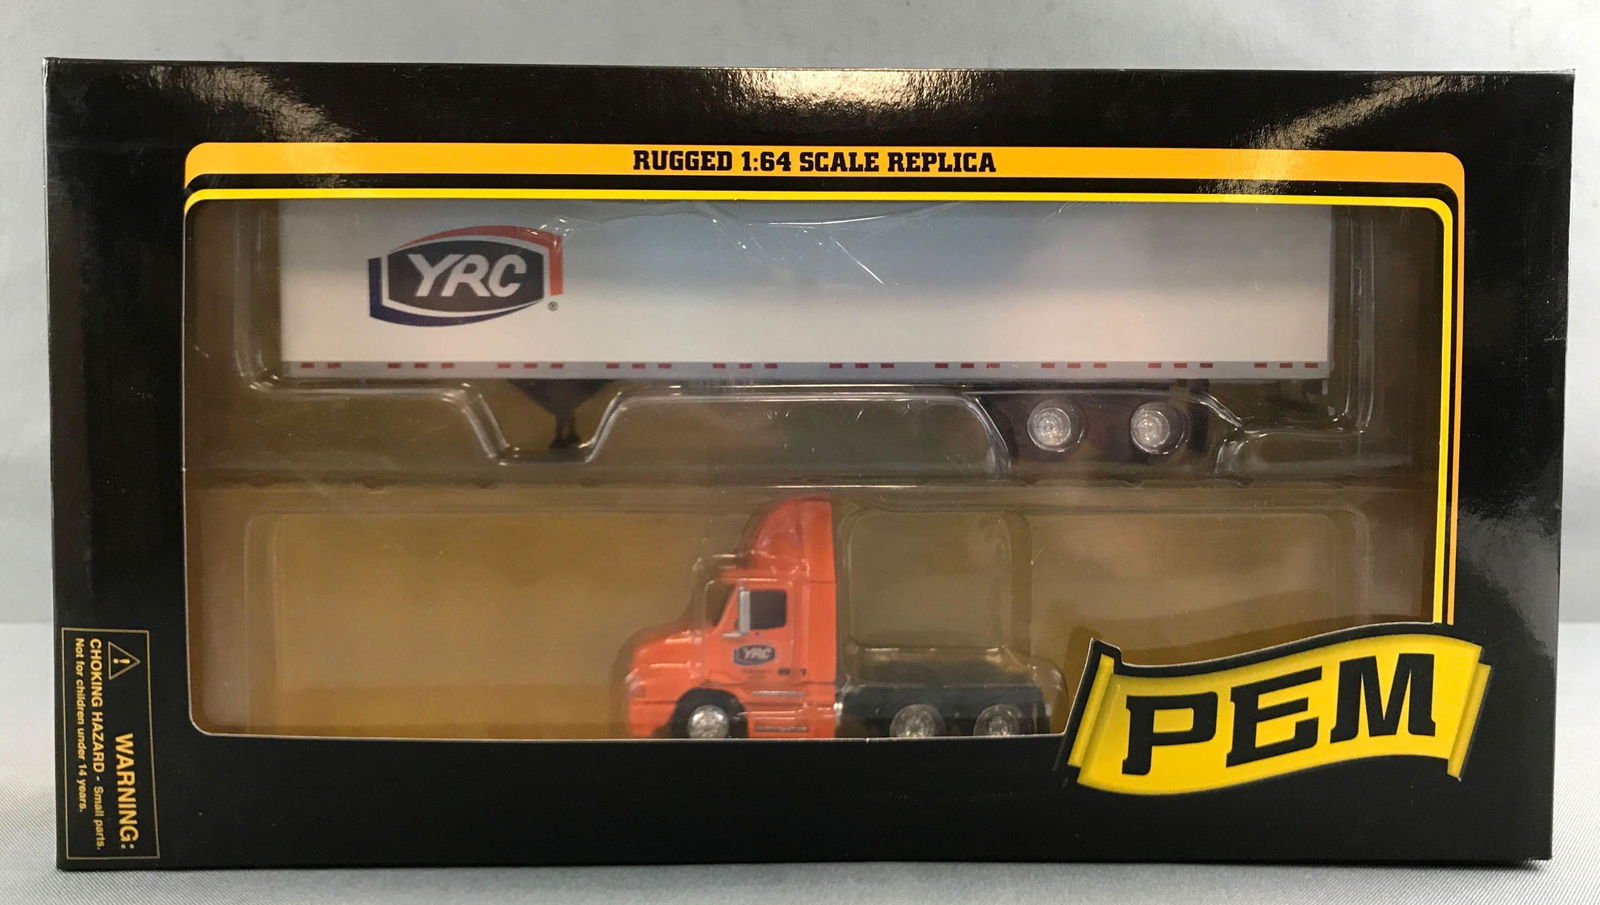 RUGGED 1:64 SCALE REPLICA
YRC
®
YRC
PEM
WARNING:
CHOKING HAZARD - Small parts.
Not for children under 14 years.